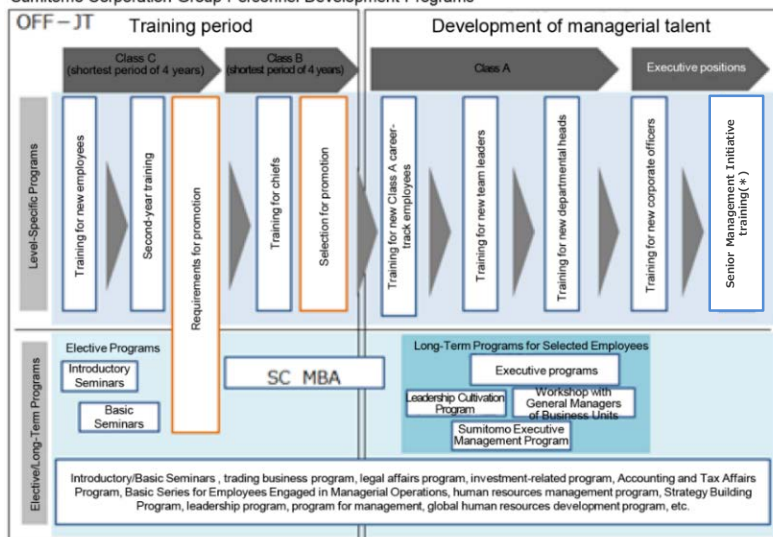 Sumitomo Corporation Group Personnel Development Programs
OFF-JT
Training period
Development of managerial talent
Class C
(shortest period of 4 years)
Class B
(shortest period of 4 years)
Class A
Executive positions
Level-Specific Programs
Training for new employees
Second-year training
Requirements for promotion
Training for chiefs
Selection for promotion
Training for new Class A career-
track employees
Training for new team leaders
Training for new departmental heads
Training for new corporate officers
Senior Management Initiative
training(*)
Elective/Long-Term Programs
Elective Programs
Introductory
Seminars
Basic
Seminars
SC MBA
Long-Term Programs for Selected Employees
Executive programs
Leadership Cultivation
Program
Workshop with
General Managers
of Business Units
Sumitomo Executive
Management Program
Introductory/Basic Seminars , trading business program, legal affairs program, investment-related program, Accounting and Tax Affairs
Program, Basic Series for Employees Engaged in Managerial Operations, human resources management program, Strategy Building
Program, leadership program, program for management, global human resources development program, etc.